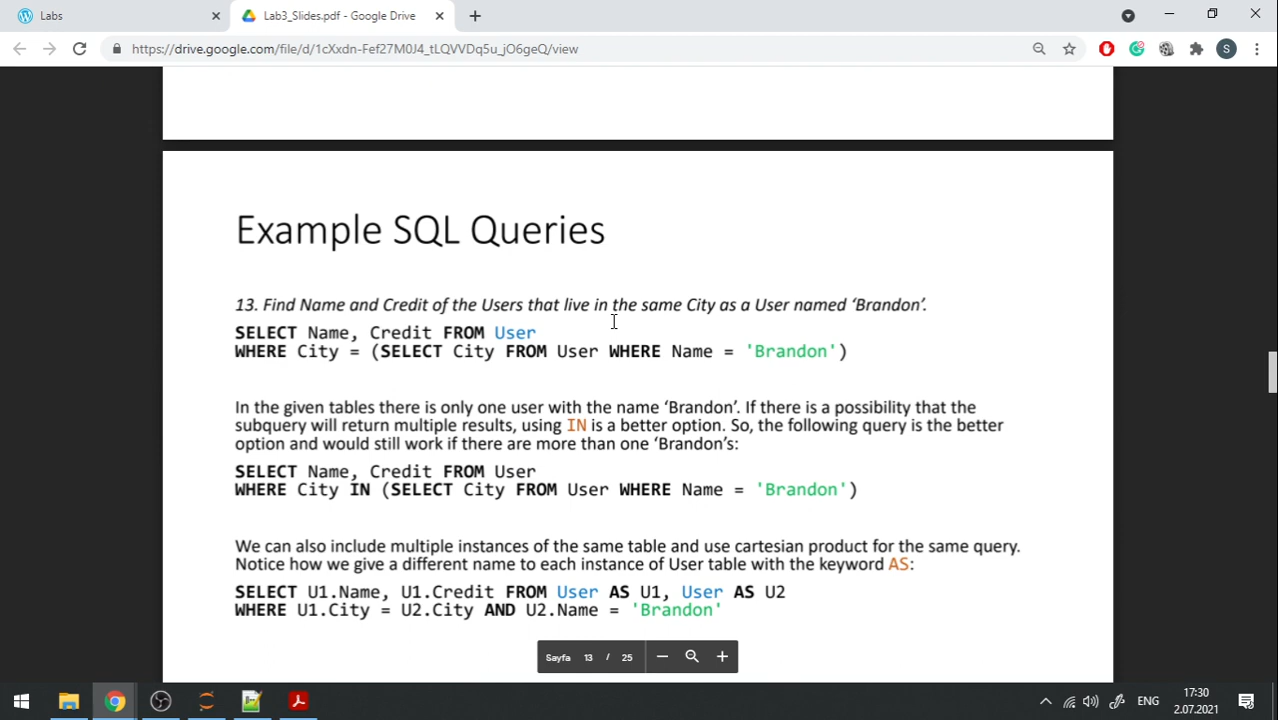 Labs
Lab3_Slides.pdf - Google Drive
https://drive.google.com/file/d/1cXxdn-Fef27M0J4_tLQVVDq5u_jO6geQ/view
S
Example SQL Queries
13. Find Name and Credit of the Users that live in the same City as a User named ‘Brandon’.
SELECT Name, Credit FROM User
WHERE City = (SELECT City FROM User WHERE Name = 'Brandon')
In the given tables there is only one user with the name ‘Brandon’. If there is a possibility that the
subquery will return multiple results, using IN is a better option. So, the following query is the better
option and would still work if there are more than one ‘Brandon’s:
SELECT Name, Credit FROM User
WHERE City IN (SELECT City FROM User WHERE Name = 'Brandon')
We can also include multiple instances of the same table and use cartesian product for the same query.
Notice how we give a different name to each instance of User table with the keyword AS:
SELECT U1.Name, U1.Credit FROM User AS U1, User AS U2
WHERE U1.City = U2.City AND U2.Name = 'Brandon'
Sayfa 13 / 25
ENG
17:30
2.07.2021